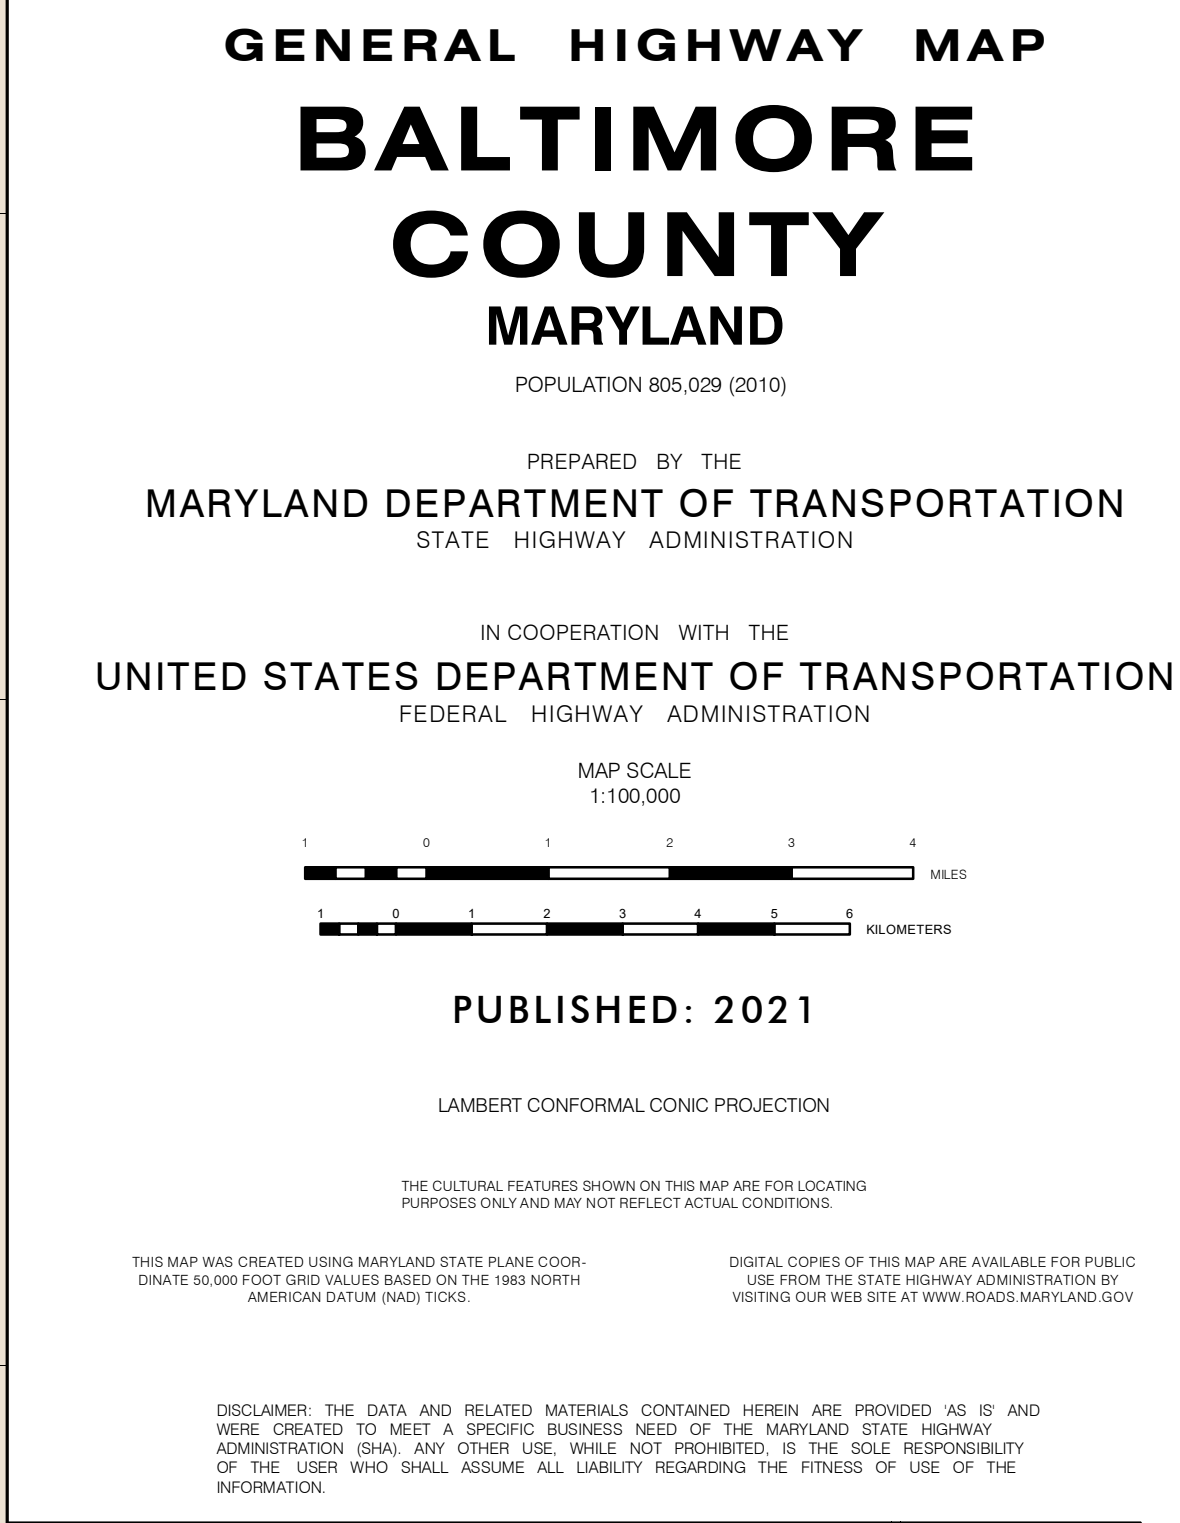 GENERAL HIGHWAY MAP
BALTIMORE
COUNTY
MARYLAND
POPULATION 805,029 (2010)
PREPARED BY THE
MARYLAND DEPARTMENT OF TRANSPORTATION
STATE HIGHWAY ADMINISTRATION
IN COOPERATION WITH THE
UNITED STATES DEPARTMENT OF TRANSPORTATION
FEDERAL HIGHWAY ADMINISTRATION
MAP SCALE
1:100,000
1 0 1 2 3 4
MILES
1 0 1 2 3 4 5 6
KILOMETERS
PUBLISHED: 2021
LAMBERT CONFORMAL CONIC PROJECTION
THE CULTURAL FEATURES SHOWN ON THIS MAP ARE FOR LOCATING
PURPOSES ONLY AND MAY NOT REFLECT ACTUAL CONDITIONS.
THIS MAP WAS CREATED USING MARYLAND STATE PLANE COOR-
DINATE 50,000 FOOT GRID VALUES BASED ON THE 1983 NORTH
AMERICAN DATUM (NAD) TICKS.
DIGITAL COPIES OF THIS MAP ARE AVAILABLE FOR PUBLIC
USE FROM THE STATE HIGHWAY ADMINISTRATION BY
VISITING OUR WEB SITE AT WWW.ROADS.MARYLAND.GOV
DISCLAIMER: THE DATA AND RELATED MATERIALS CONTAINED HEREIN ARE PROVIDED 'AS IS' AND
WERE CREATED TO MEET A SPECIFIC BUSINESS NEED OF THE MARYLAND STATE HIGHWAY
ADMINISTRATION (SHA). ANY OTHER USE, WHILE NOT PROHIBITED, IS THE SOLE RESPONSIBILITY
OF THE USER WHO SHALL ASSUME ALL LIABILITY REGARDING THE FITNESS OF USE OF THE
INFORMATION.